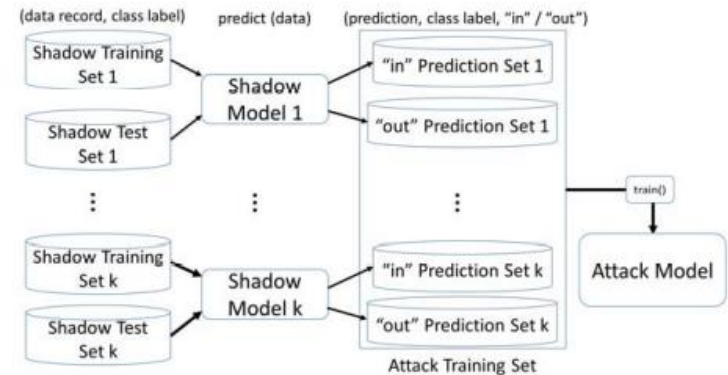 (data record, class label)
predict (data)
(prediction, class label, “in” / “out”)
Shadow Training
Set 1
Shadow Test
Set 1
Shadow
Model 1
“in” Prediction Set 1
“out” Prediction Set 1
⋮
⋮
⋮
train()
Shadow Training
Set k
Shadow Test
Set k
Shadow
Model k
“in” Prediction Set k
“out” Prediction Set k
Attack Model
Attack Training Set